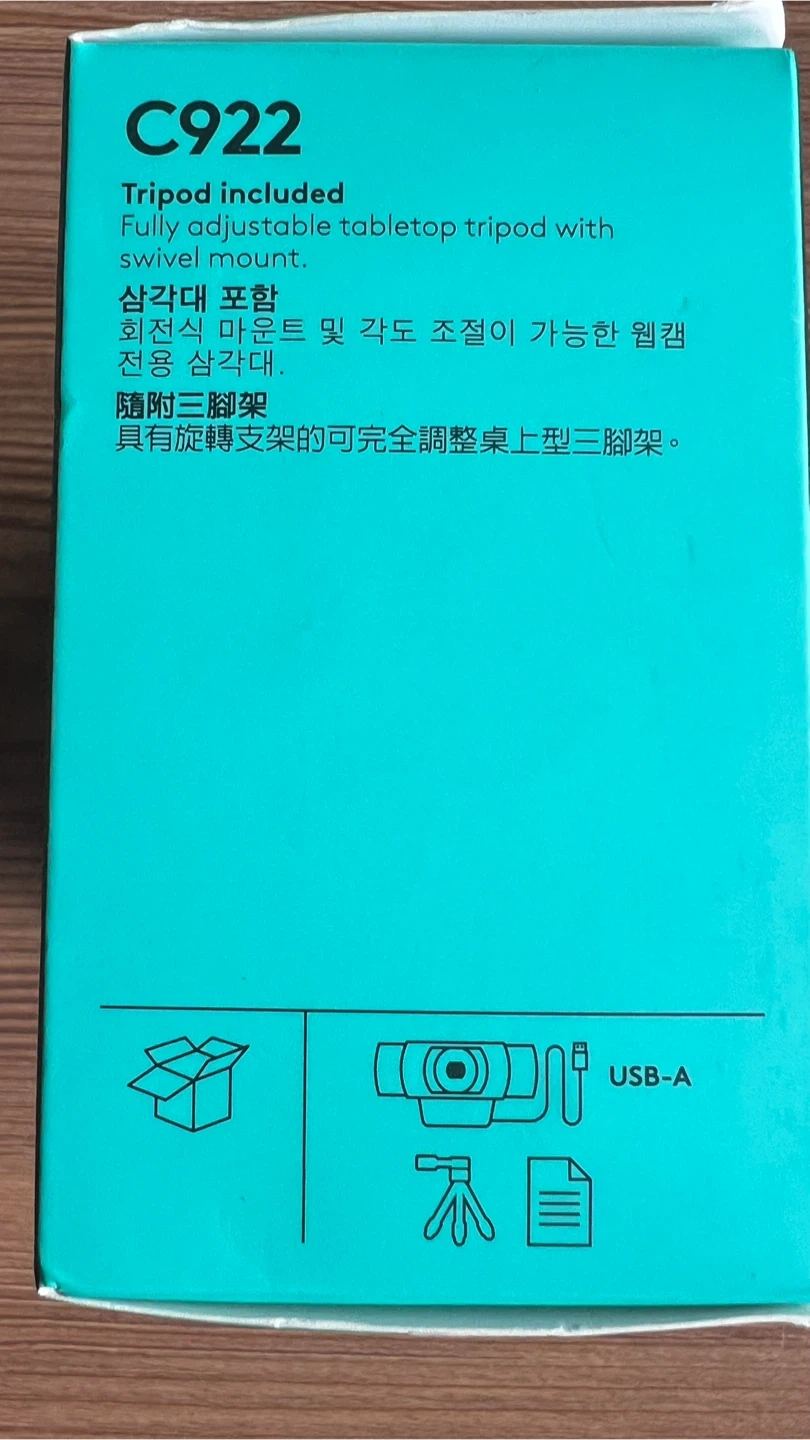 C922
Tripod included
Fully adjustable tabletop tripod with
swivel mount.
삼각대 포함
회전식 마운트 및 각도 조절이 가능한 웹캠
전용 삼각대.
隨附三腳架
具有旋轉支架的可完全調整桌上型三腳架。
USB-A